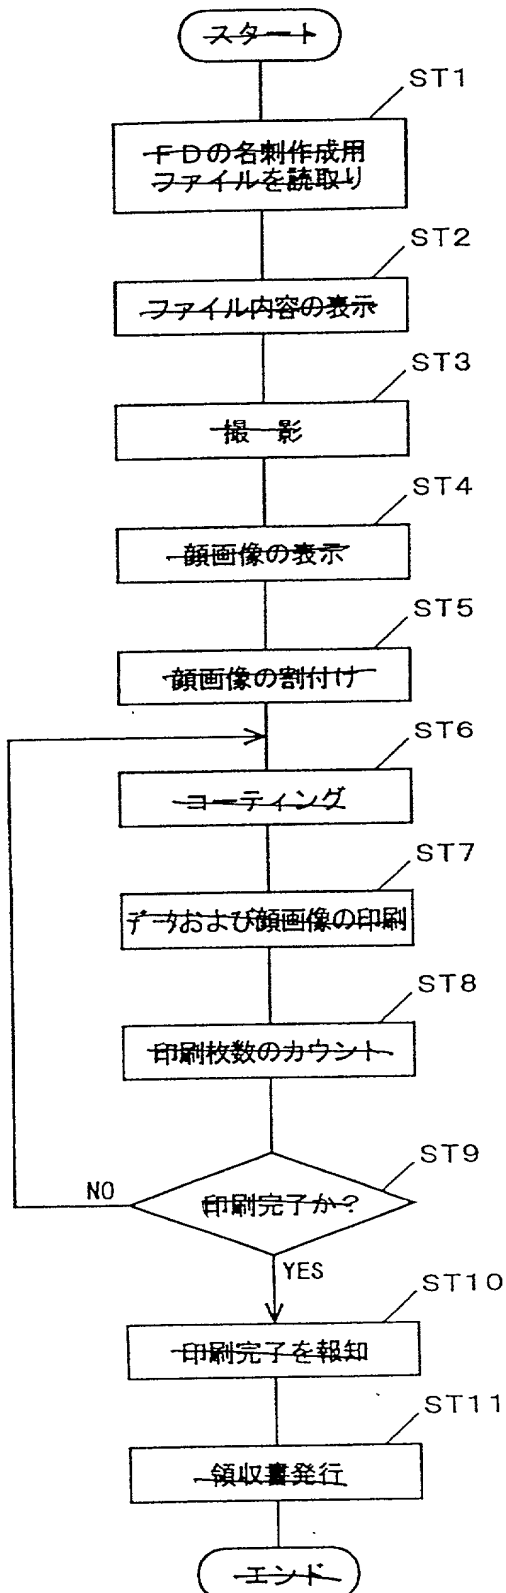 スタート
ST1
FDの名刺作成用
ファイルを読取り
ST2
ファイル内容の表示
ST3
撮 影
ST4
顔画像の表示
ST5
顔画像の割付け
ST6
コーティング
ST7
データおよび顔画像の印刷
ST8
印刷枚数のカウント
ST9
印刷完了か?
NO
YES
ST10
印刷完了を報知
ST11
領収書発行
エンド